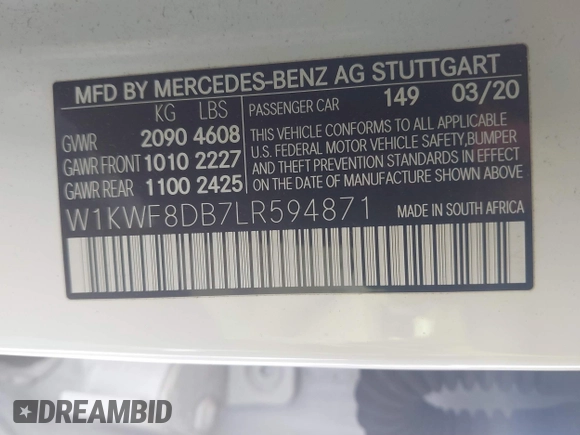 MFD BY MERCEDES-BENZ AG STUTTGART
KG LBS
PASSENGER CAR 149 03/20
GVWR 2090 4608
GAWR FRONT 1010 2227
GAWR REAR 1100 2425
THIS VEHICLE CONFORMS TO ALL APPLICABLE
U.S. FEDERAL MOTOR VEHICLE SAFETY, BUMPER
AND THEFT PREVENTION STANDARDS IN EFFECT
ON THE DATE OF MANUFACTURE SHOWN ABOVE.
W1KWF8DB7LR594871
MADE IN SOUTH AFRICA
DREAMBID